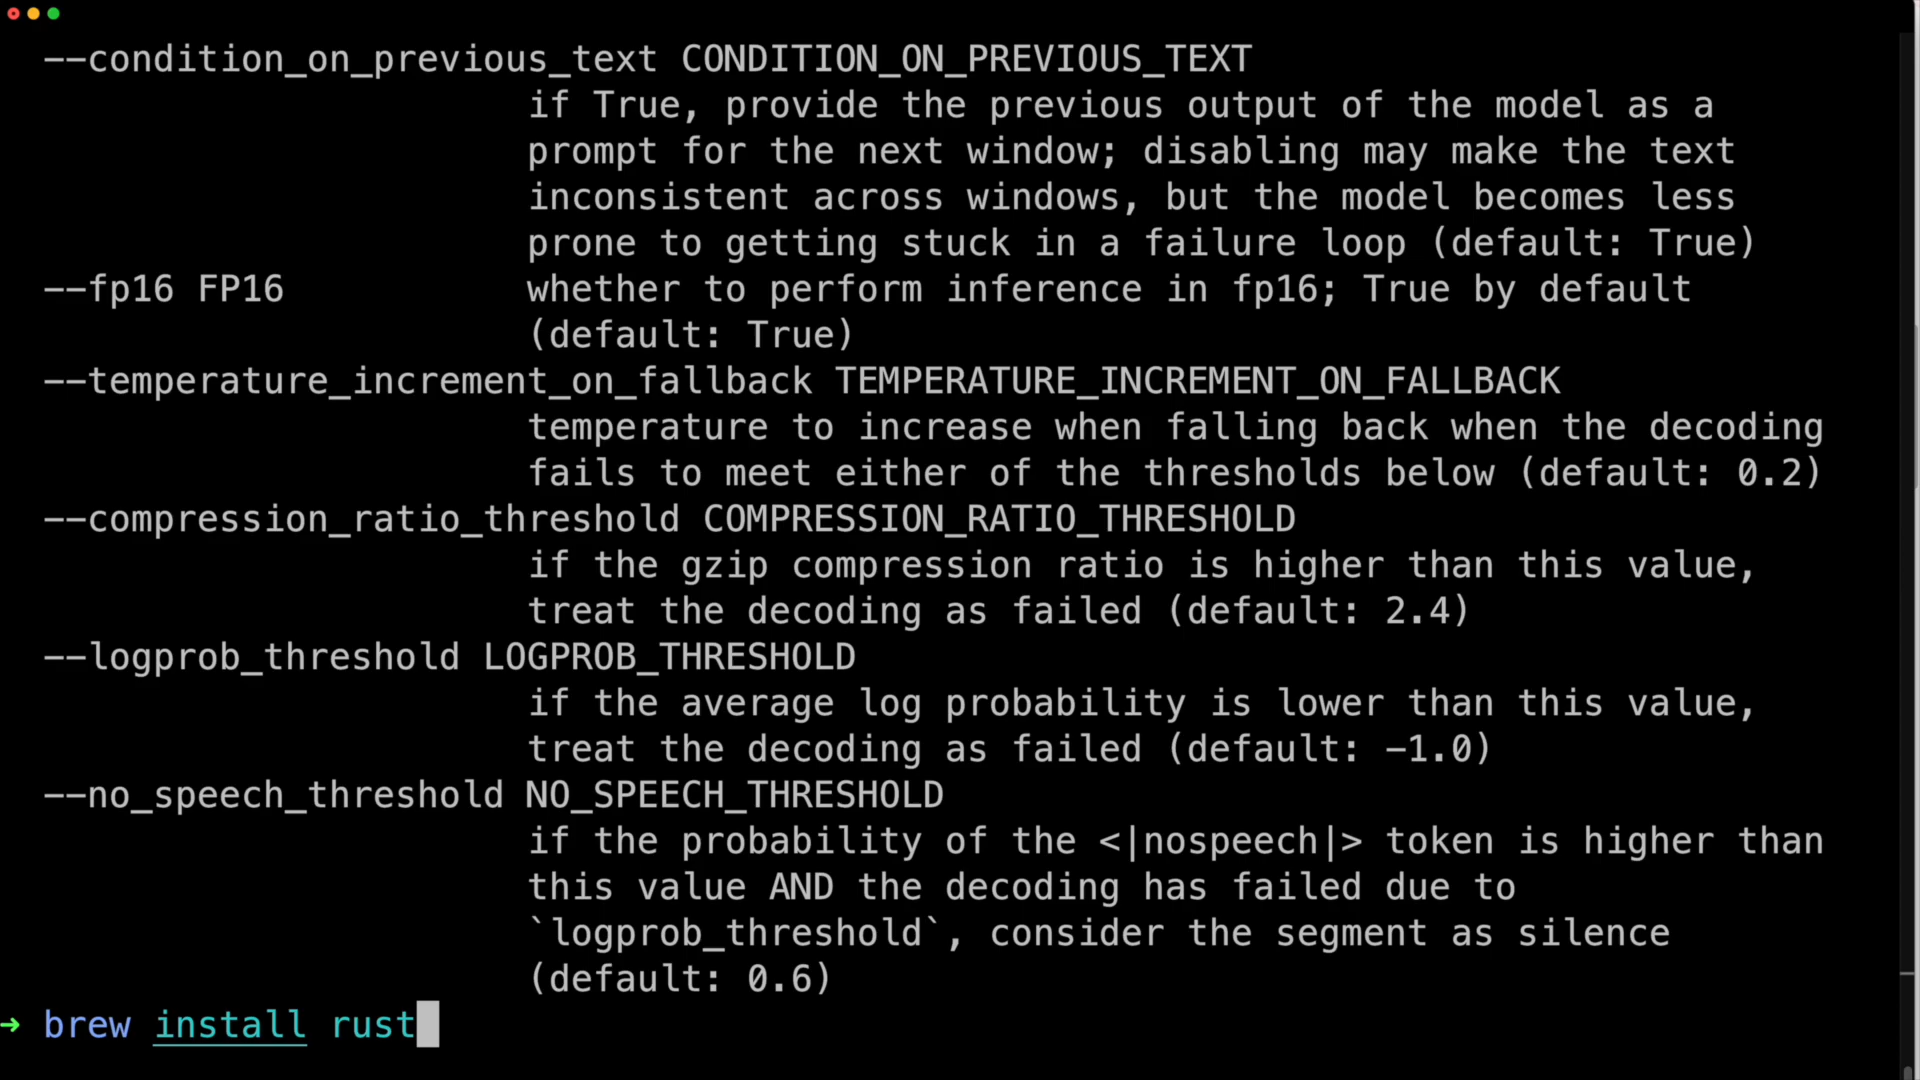 --condition_on_previous_text CONDITION_ON_PREVIOUS_TEXT
if True, provide the previous output of the model as a
prompt for the next window; disabling may make the text
inconsistent across windows, but the model becomes less
prone to getting stuck in a failure loop (default: True)
--fp16 FP16 whether to perform inference in fp16; True by default
(default: True)
--temperature_increment_on_fallback TEMPERATURE_INCREMENT_ON_FALLBACK
temperature to increase when falling back when the decoding
fails to meet either of the thresholds below (default: 0.2)
--compression_ratio_threshold COMPRESSION_RATIO_THRESHOLD
if the gzip compression ratio is higher than this value,
treat the decoding as failed (default: 2.4)
--logprob_threshold LOGPROB_THRESHOLD
if the average log probability is lower than this value,
treat the decoding as failed (default: -1.0)
--no_speech_threshold NO_SPEECH_THRESHOLD
if the probability of the <|nospeech|> token is higher than
this value AND the decoding has failed due to
`logprob_threshold`, consider the segment as silence
(default: 0.6)
➜ brew install rust